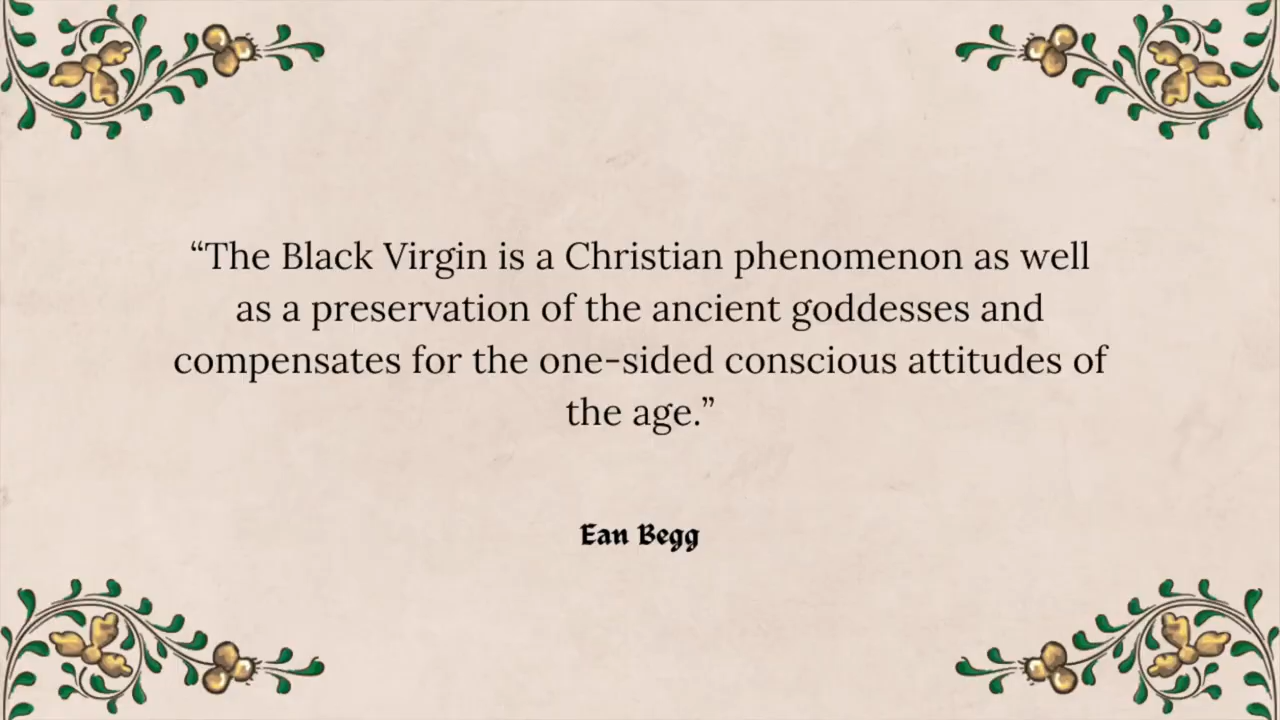 “The Black Virgin is a Christian phenomenon as well
as a preservation of the ancient goddesses and
compensates for the one-sided conscious attitudes of
the age.”
Ean Begg